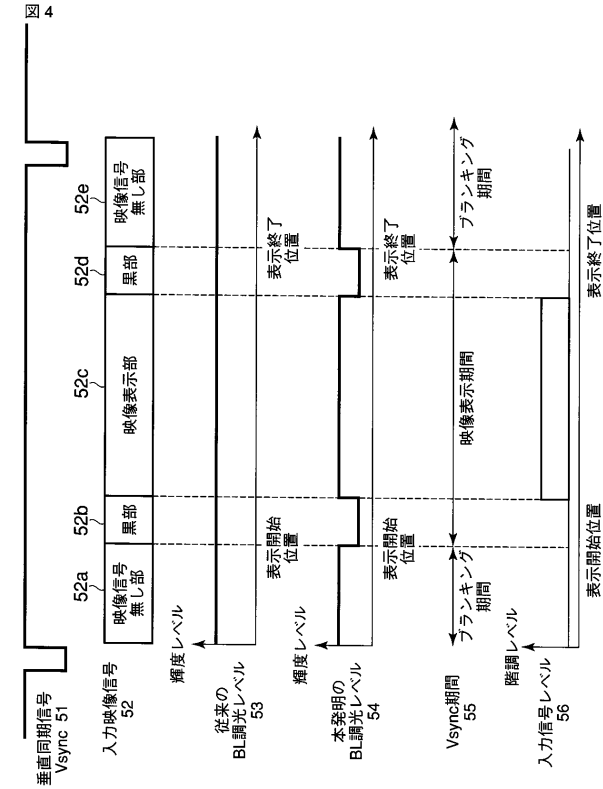 図4
垂直同期信号
Vsync 51
入力映像信号
52
52a
52b
52c
52d
52e
映像信号
無し部
黒部
映像表示部
黒部
映像信号
無し部
輝度レベル
従来の
BL調光レベル
53
表示開始
位置
表示終了
位置
輝度レベル
本発明の
BL調光レベル
54
表示開始
位置
表示終了
位置
Vsync期間
55
ブランキング
期間
映像表示期間
ブランキング
期間
階調レベル
入力信号レベル
56
表示開始位置
表示終了位置